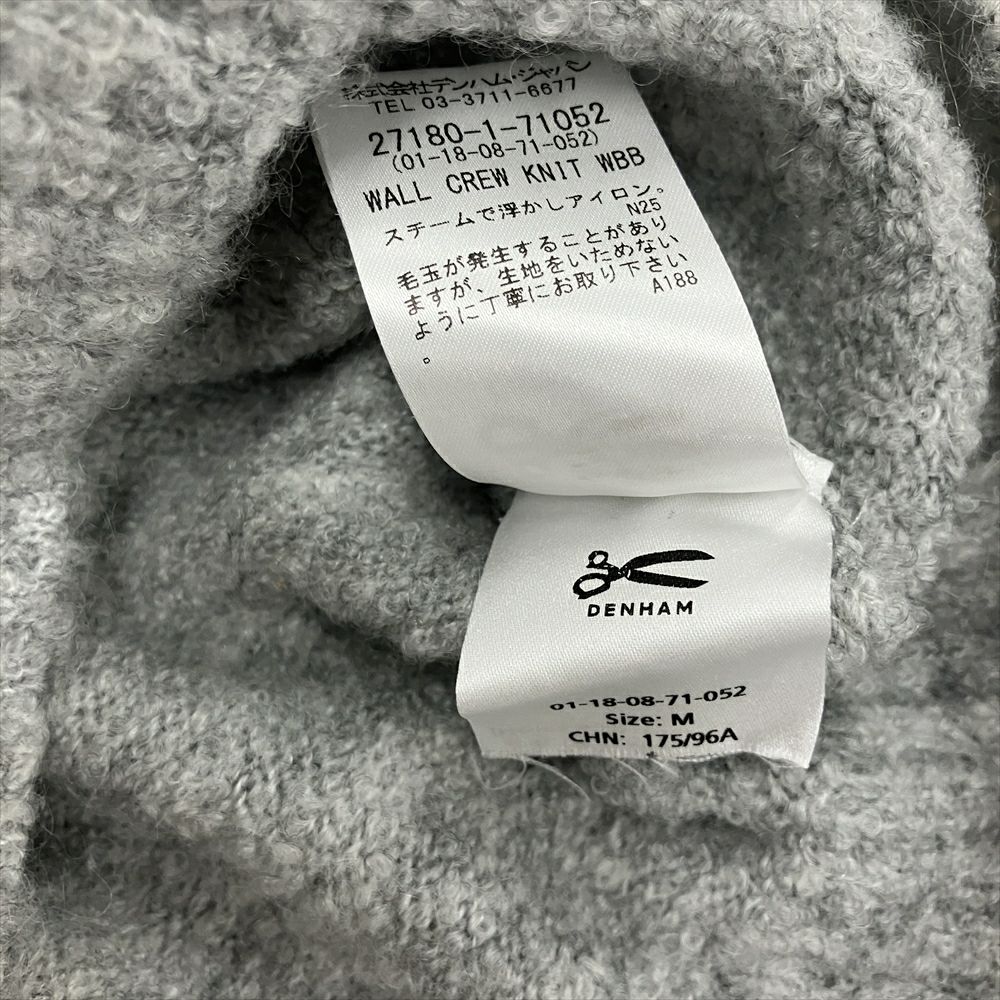 株式会社デンハム・ジャパン
TEL 03-3711-6677
27180-1-71052
(01-18-08-71-052)
WALL CREW KNIT WBB
スチームで浮かしアイロン。
N25
毛玉が発生することがあり
ますが、生地をいためない
ように丁寧にお取り下さい
。
A188
DENHAM
01-18-08-71-052
Size: M
CHN: 175/96A